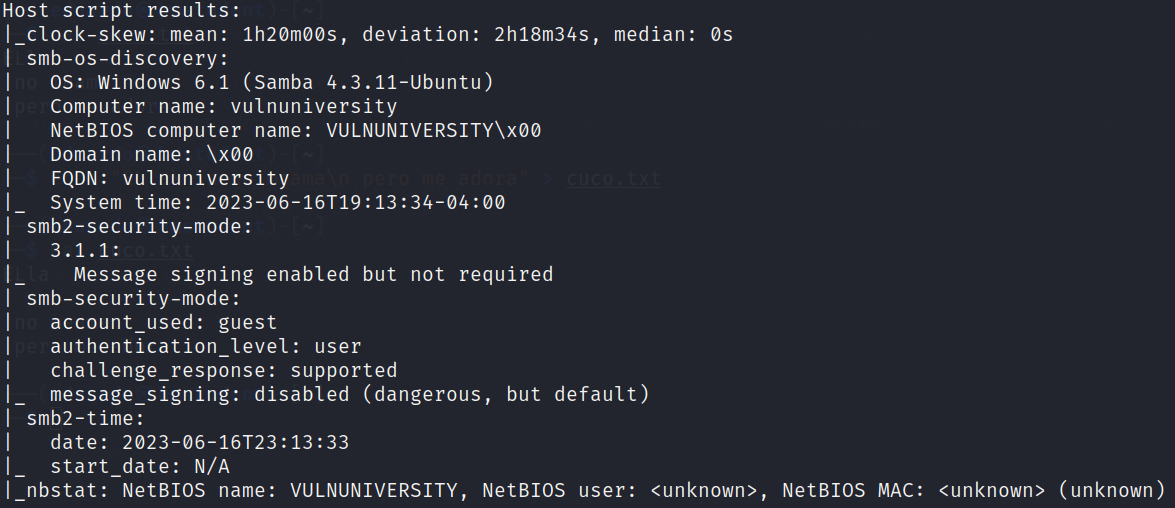 Host script results:
|_clock-skew: mean: 1h20m00s, deviation: 2h18m34s, median: 0s
| smb-os-discovery:
|   OS: Windows 6.1 (Samba 4.3.11-Ubuntu)
|   Computer name: vulnuniversity
|   NetBIOS computer name: VULNUNIVERSITY\x00
|   Domain name: \x00
|   FQDN: vulnuniversity
|_  System time: 2023-06-16T19:13:34-04:00
| smb2-security-mode:
|   3.1.1:
|_    Message signing enabled but not required
| smb-security-mode:
|   account_used: guest
|   authentication_level: user
|   challenge_response: supported
|_  message_signing: disabled (dangerous, but default)
| smb2-time:
|   date: 2023-06-16T23:13:33
|_  start_date: N/A
|_nbstat: NetBIOS name: VULNUNIVERSITY, NetBIOS user: <unknown>, NetBIOS MAC: <unknown> (unknown)